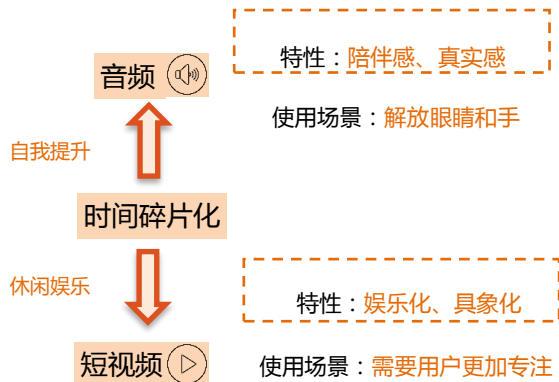 特性：陪伴感、真实感
音频
使用场景：解放眼睛和手
自我提升
时间碎片化
休闲娱乐
特性：娱乐化、具象化
短视频
使用场景：需要用户更加专注